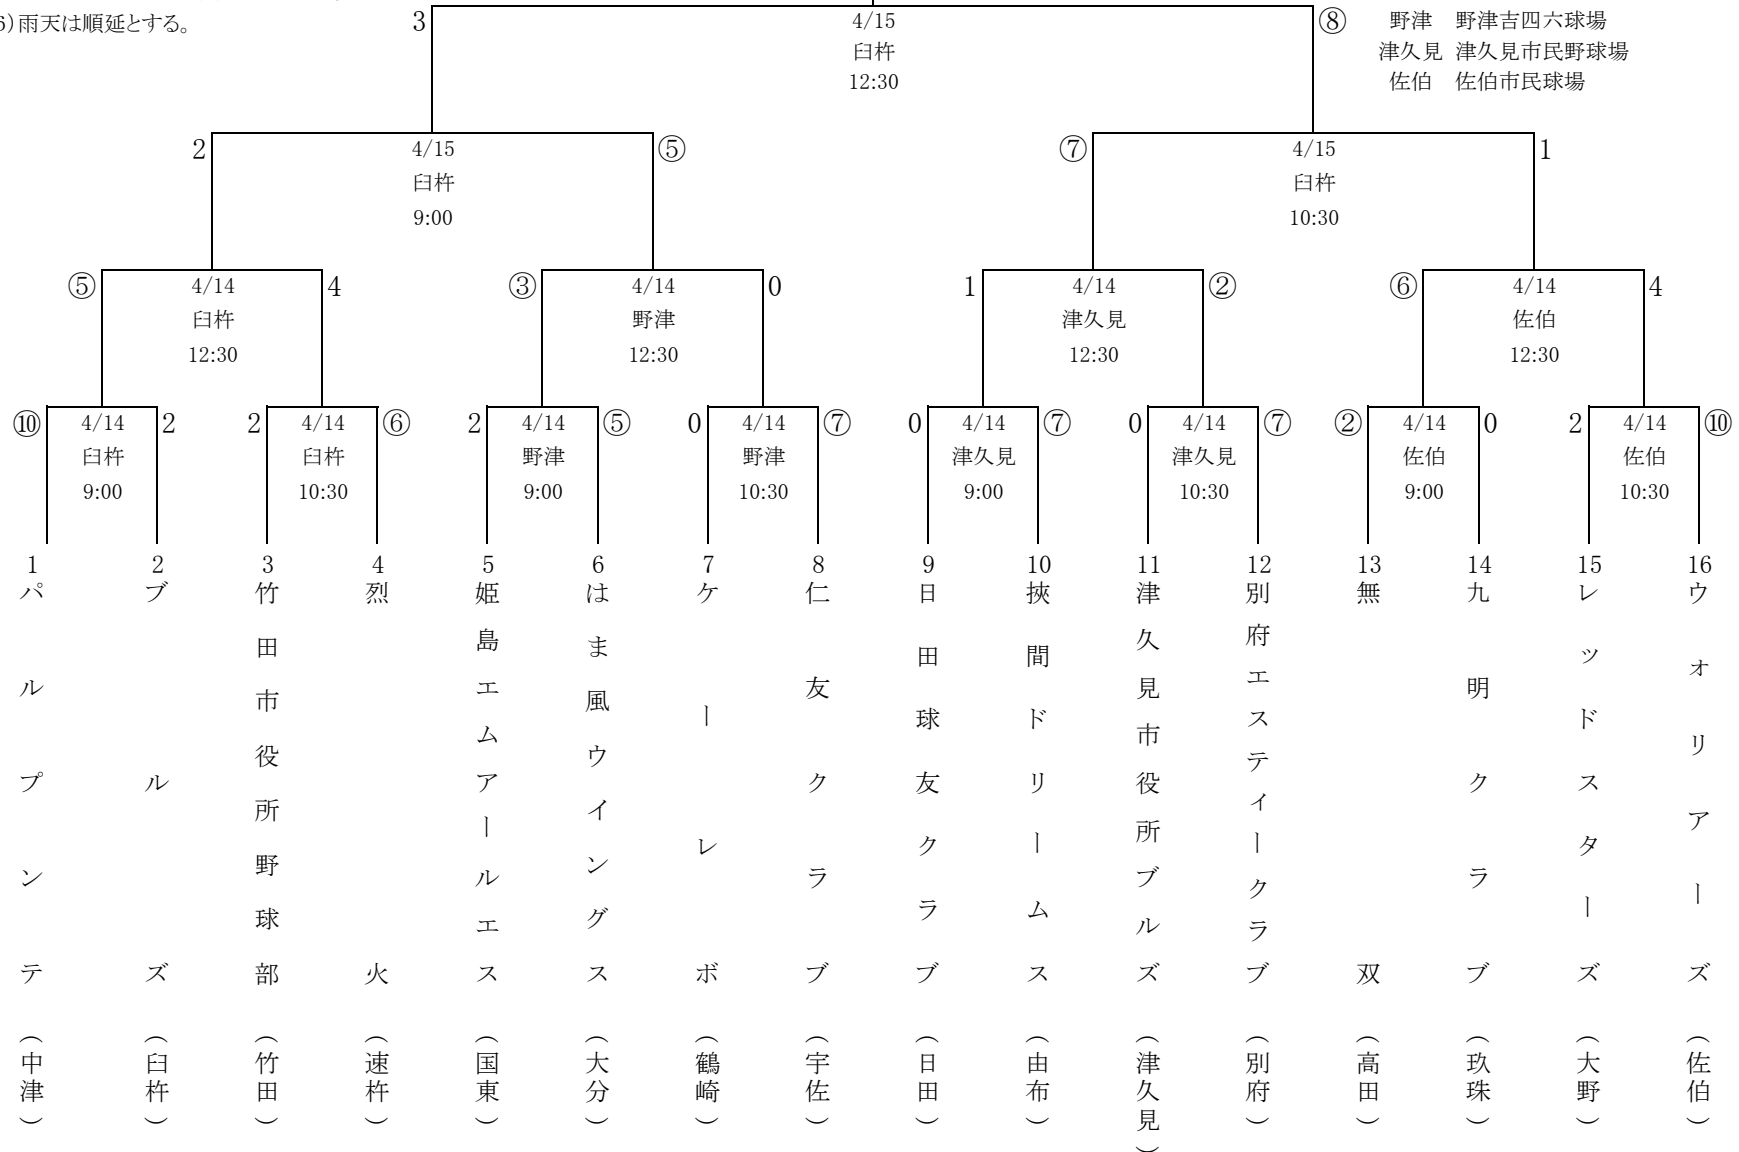 6)雨天は順延とする。
野津 野津吉四六球場
津久見 津久見市民野球場
佐伯 佐伯市民球場
3 4/15 ⑧
臼杵
12:30
2 4/15 ⑤ ⑦ 4/15 1
臼杵 臼杵
9:00 10:30
⑤ 4/14 4 ③ 4/14 0 1 4/14 ② ⑥ 4/14 4
臼杵 野津 津久見 佐伯
12:30 12:30 12:30 12:30
⑩ 4/14 2 2 4/14 ⑥ 2 4/14 ⑤ 0 4/14 ⑦ 0 4/14 ⑦ 0 4/14 ⑦ ② 4/14 0 2 4/14 ⑩
臼杵 臼杵 野津 野津 津久見 津久見 佐伯 佐伯
9:00 10:30 9:00 10:30 9:00 10:30 9:00 10:30
1 パルプンテ(中津)
2 ブルズ(臼杵)
3 竹田市役所野球部(竹田)
4 烈火(速杵)
5 姫島エムアールエス(国東)
6 はま風ウイングス(大分)
7 ケーレボ(鶴崎)
8 仁友クラブ(宇佐)
9 日田球友クラブ(日田)
10 挾間ドリームス(由布)
11 津久見市役所ブルズ(津久見)
12 別府エスティークラブ(別府)
13 無双(高田)
14 九明クラブ(玖珠)
15 レッドスターズ(大野)
16 ウォリアーズ(佐伯)